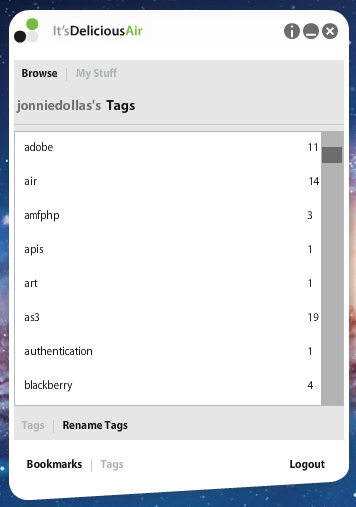 It'sDeliciousAir
Browse My Stuff
jonniedollas's Tags
adobe 11
air 14
amfphp 3
apis 1
art 1
as3 19
authentication 1
blackberry 4
Tags Rename Tags
Bookmarks Tags Logout